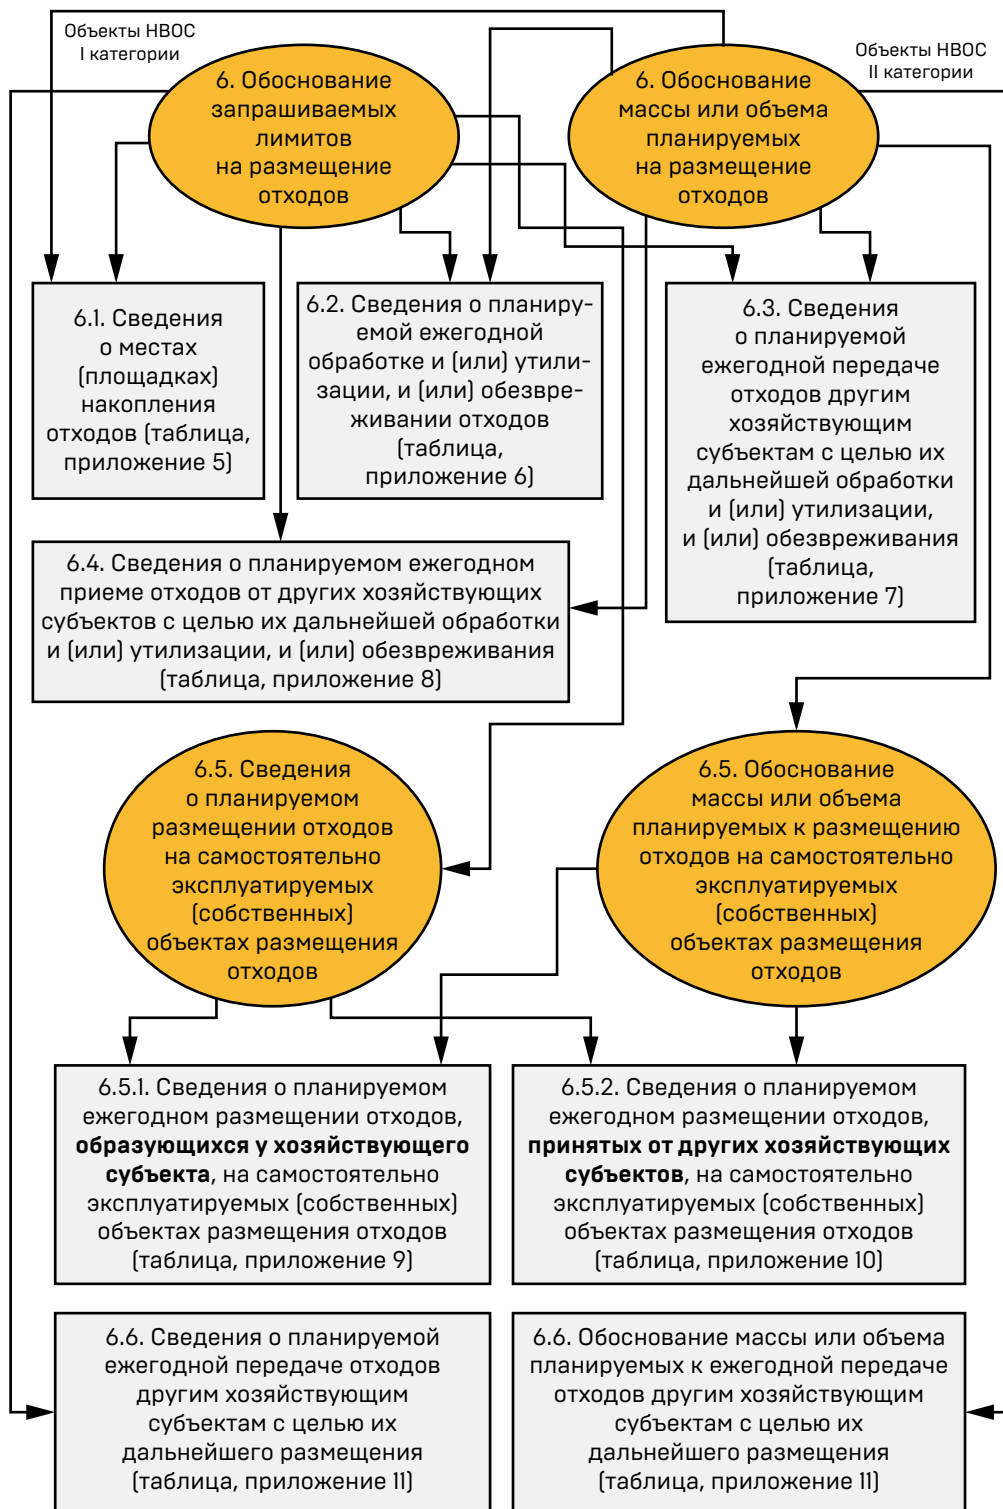 Объекты НВОС
I категории
Объекты НВОС
II категории
6. Обоснование
запрашиваемых
лимитов
на размещение
отходов
6. Обоснование
массы или объема
планируемых
на размещение
отходов
6.1. Сведения
о местах
(площадках)
накопления
отходов (таблица,
приложение 5)
6.2. Сведения о планиру-
емой ежегодной
обработке и (или) утили-
зации, и (или) обезвре-
живании отходов
(таблица,
приложение 6)
6.3. Сведения
о планируемой
ежегодной передаче
отходов другим
хозяйствующим
субъектам с целью их
дальнейшей обработки
и (или) утилизации,
и (или) обезвреживания
(таблица,
приложение 7)
6.4. Сведения о планируемом ежегодном
приеме отходов от других хозяйствующих
субъектов с целью их дальнейшей обработки
и (или) утилизации, и (или) обезвреживания
(таблица, приложение 8)
6.5. Сведения
о планируемом
размещении отходов
на самостоятельно
эксплуатируемых
(собственных)
объектах размещения
отходов
6.5. Обоснование
массы или объема
планируемых к размещению
отходов на самостоятельно
эксплуатируемых
(собственных)
объектах размещения
отходов
6.5.1. Сведения о планируемом
ежегодном размещении отходов,
образующихся у хозяйствующего
субъекта, на самостоятельно
эксплуатируемых (собственных)
объектах размещения отходов
(таблица, приложение 9)
6.5.2. Сведения о планируемом
ежегодном размещении отходов,
принятых от других хозяйствующих
субъектов, на самостоятельно
эксплуатируемых (собственных)
объектах размещения отходов
(таблица, приложение 10)
6.6. Сведения о планируемой
ежегодной передаче отходов
другим хозяйствующим
субъектам с целью их
дальнейшего размещения
(таблица, приложение 11)
6.6. Обоснование массы или объема
планируемых к ежегодной передаче
отходов другим хозяйствующим
субъектам с целью их
дальнейшего размещения
(таблица, приложение 11)